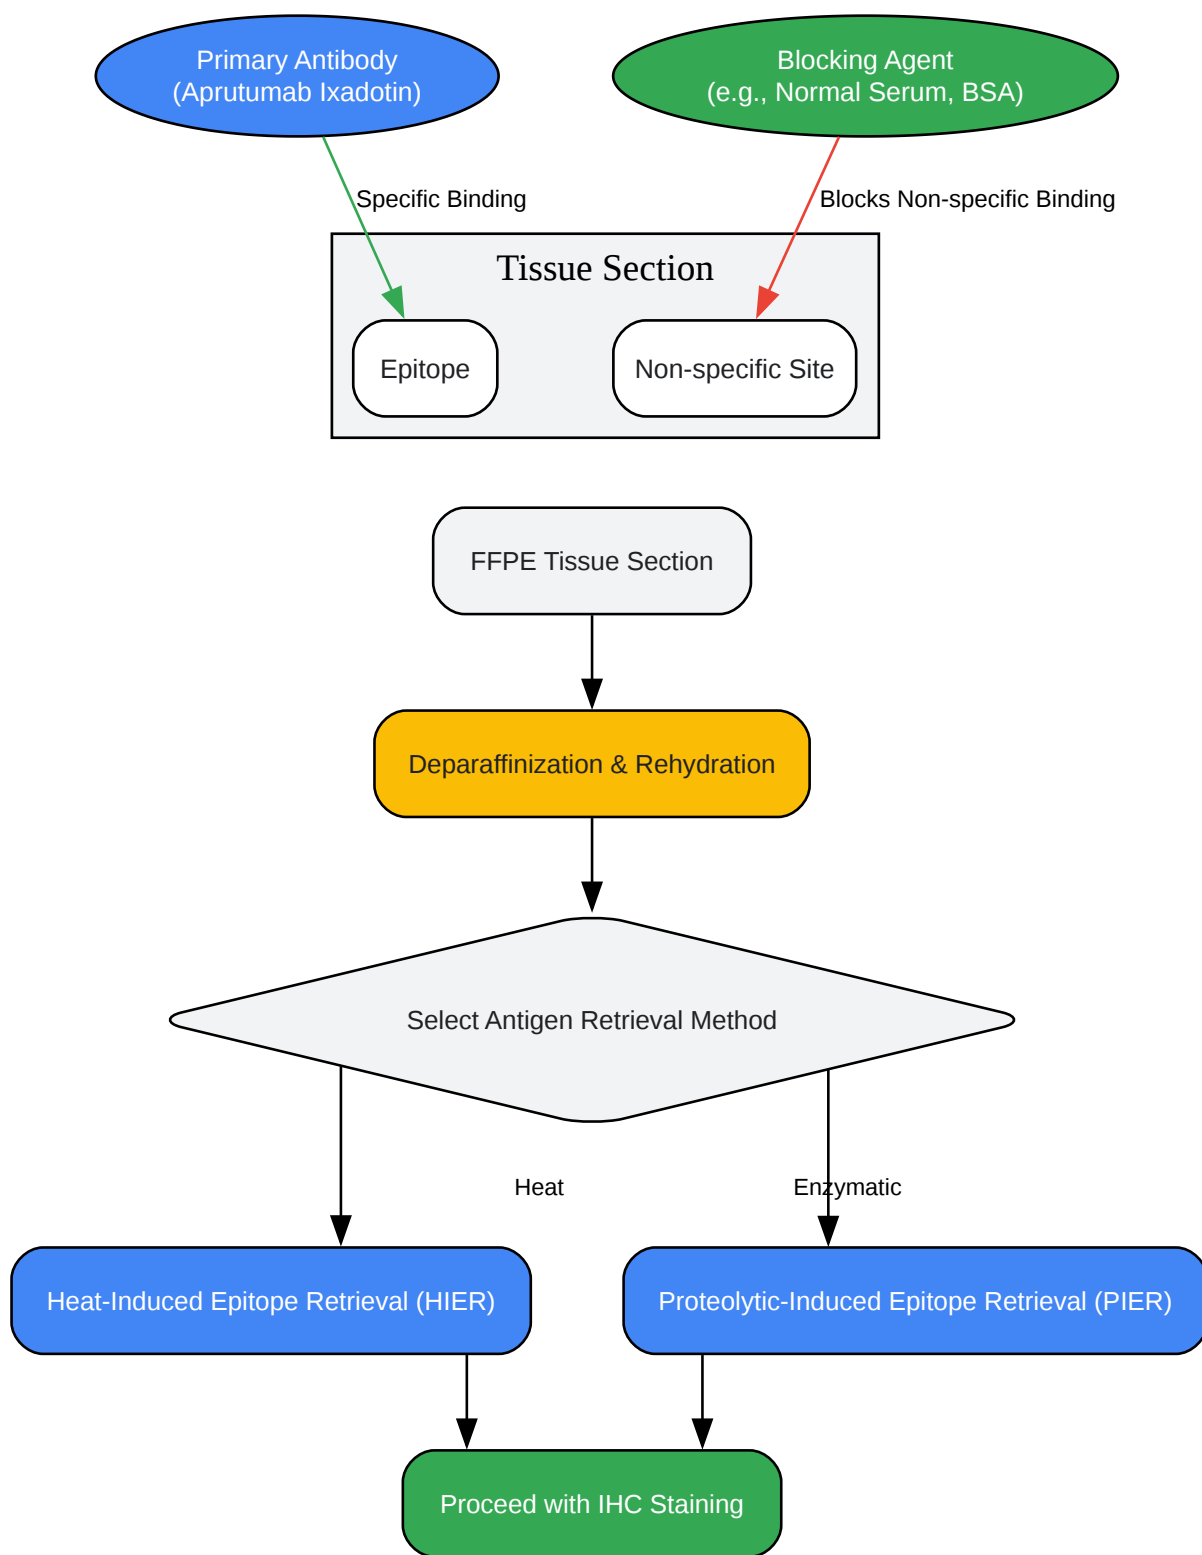 Primary Antibody
(Aprutumab Ixadotin)
Blocking Agent
(e.g., Normal Serum, BSA)
Specific Binding
Blocks Non-specific Binding
Tissue Section
Epitope
Non-specific Site
FFPE Tissue Section
Deparaffinization & Rehydration
Select Antigen Retrieval Method
Heat
Enzymatic
Heat-Induced Epitope Retrieval (HIER)
Proteolytic-Induced Epitope Retrieval (PIER)
Proceed with IHC Staining